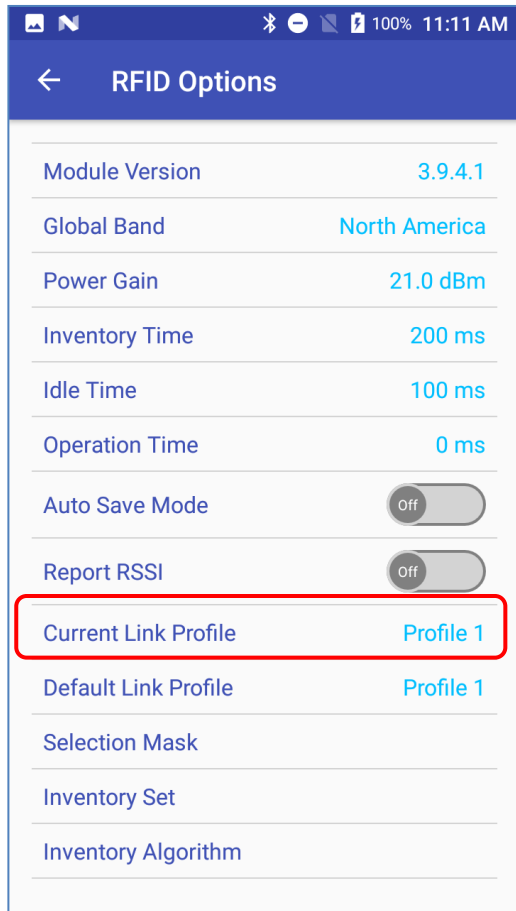 100% 11:11 AM
RFID Options
Module Version 3.9.4.1
Global Band North America
Power Gain 21.0 dBm
Inventory Time 200 ms
Idle Time 100 ms
Operation Time 0 ms
Auto Save Mode Off
Report RSSI Off
Current Link Profile Profile 1
Default Link Profile Profile 1
Selection Mask
Inventory Set
Inventory Algorithm